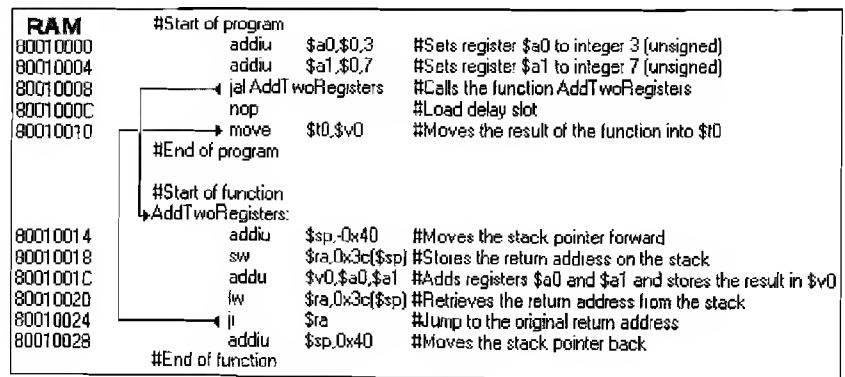 RAM #Start of program
80010000 addiu $a0,$0,3 #Sets register $a0 to integer 3 (unsigned)
80010004 addiu $a1,$0,7 #Sets register $a1 to integer 7 (unsigned)
80010008 jal AddTwoRegisters #Calls the function AddTwoRegisters
8001000C nop #Load delay slot
80010010 move $t0,$v0 #Moves the result of the function into $t0
#End of program
#Start of function
AddTwoRegisters:
80010014 addiu $sp,-0x40 #Moves the stack pointer forward
80010018 sw $ra,0x3c($sp) #Stores the return address on the stack
8001001C addu $v0,$a0,$a1 #Adds registers $a0 and $a1 and stores the result in $v0
80010020 lw $ra,0x3c($sp) #Retrieves the return address from the stack
80010024 jr $ra #Jump to the original return address
80010028 addiu $sp,0x40 #Moves the stack pointer back
#End of function